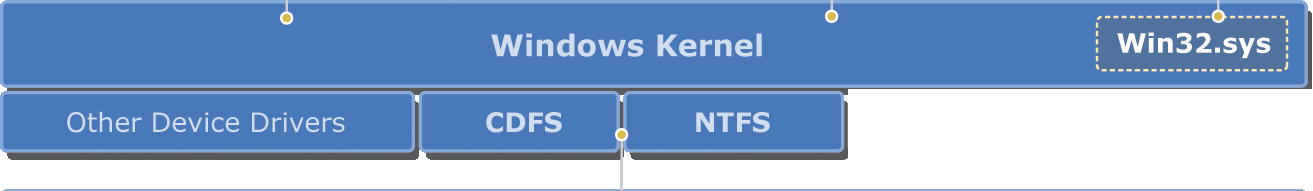 Windows Kernel
Win32.sys
Other Device Drivers
CDFS
NTFS